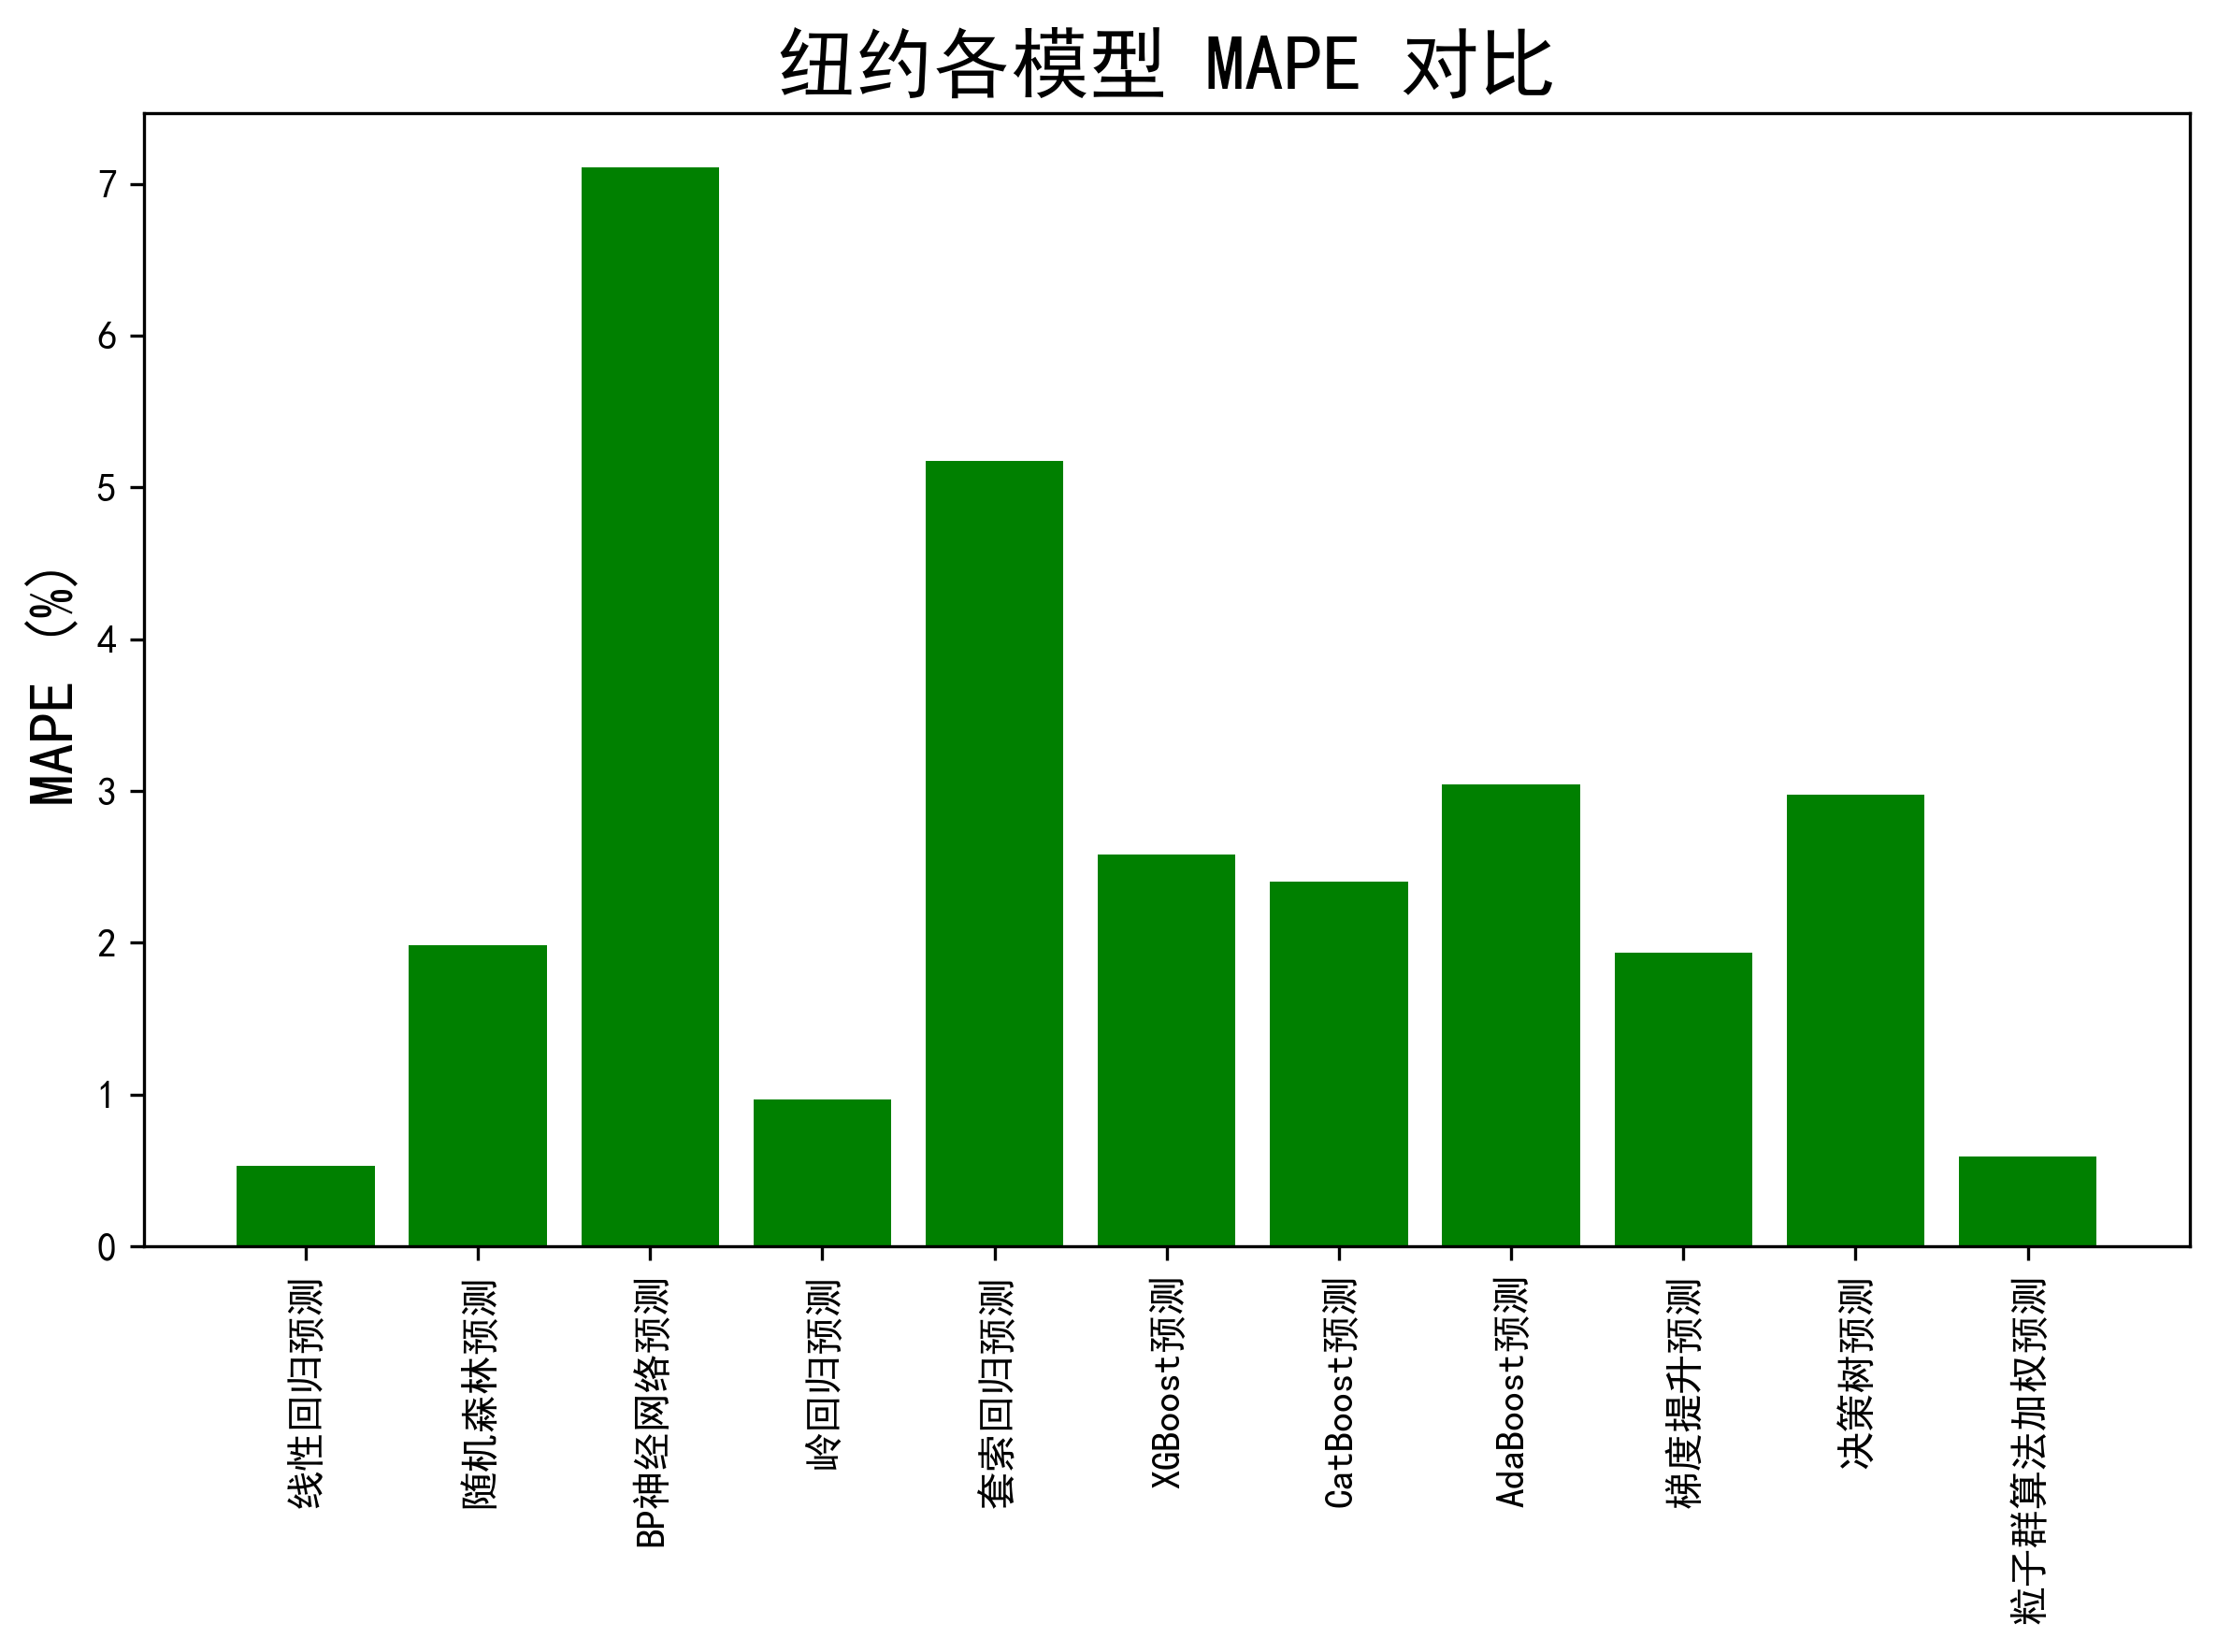 纽约各模型 MAPE 对比
MAPE (%)
7
6
5
4
3
2
1
0
线性回归预测
随机森林预测
BP神经网络预测
岭回归预测
套索回归预测
XGBoost预测
CatBoost预测
AdaBoost预测
梯度提升预测
决策树预测
粒子群算法加权预测